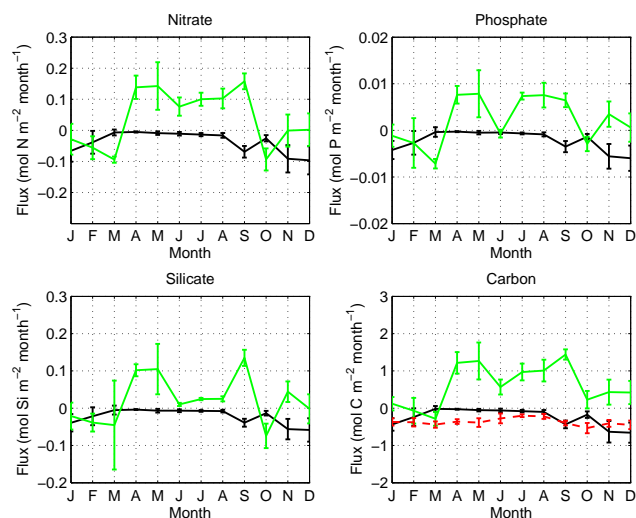 Nitrate
Flux (mol N m−2 month−1)
0.3
0.2
0.1
0
−0.1
−0.2
J F M A M J J A S O N D
Month
Phosphate
Flux (mol P m−2 month−1)
0.02
0.01
0
−0.01
−0.02
J F M A M J J A S O N D
Month
Silicate
Flux (mol Si m−2 month−1)
0.3
0.2
0.1
0
−0.1
−0.2
J F M A M J J A S O N D
Month
Carbon
Flux (mol C m−2 month−1)
3
2
1
0
−1
−2
J F M A M J J A S O N D
Month